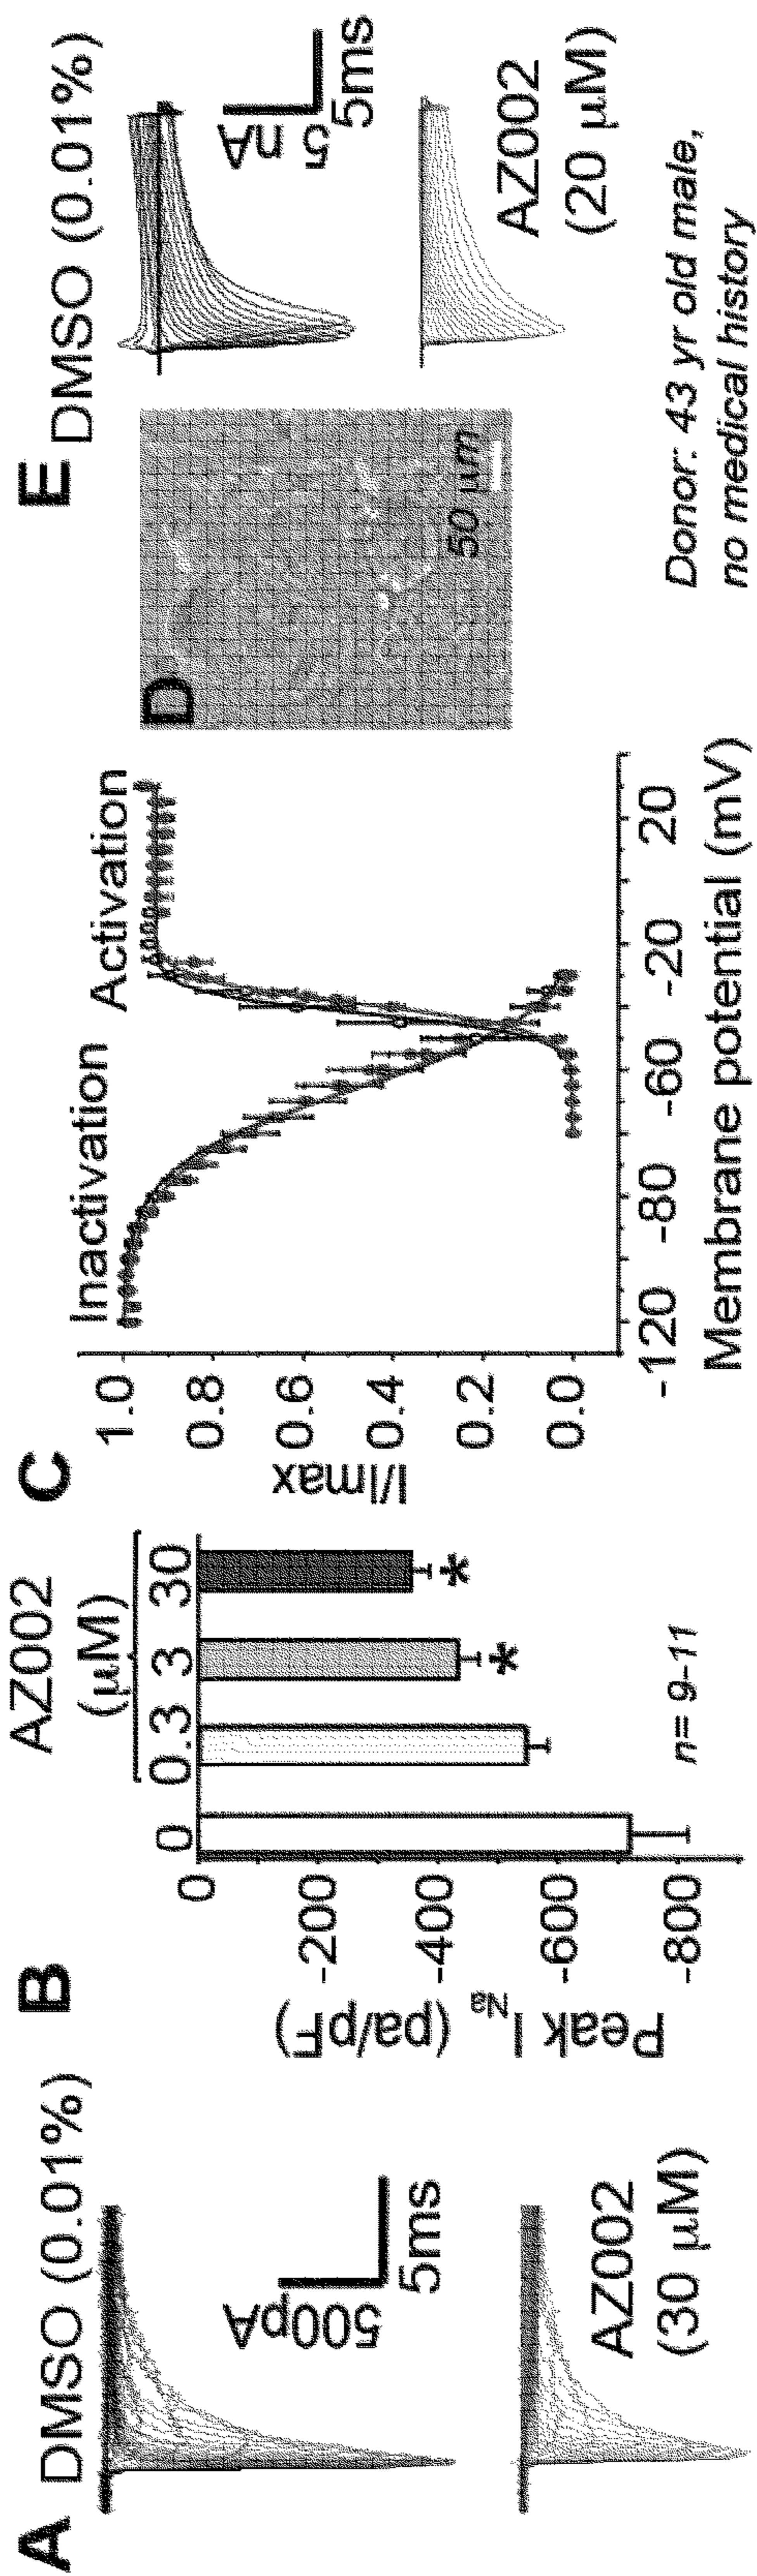 A
DMSO (0.01%)
500pA
5ms
AZ002
(30 μM)
B
AZ002
(μM)
0
0.3
3
30
0
-200
-400
-600
-800
Peak I Na (pa/pF)
*
*
n= 9-11
C
Inactivation
Activation
1.0
0.8
0.6
0.4
0.2
0.0
I/Imax
-120
-80
-60
-20
20
Membrane potential (mV)
D
50 μm
E
DMSO (0.01%)
5 nA
5ms
AZ002
(20 μM)
Donor: 43 yr old male,
no medical history